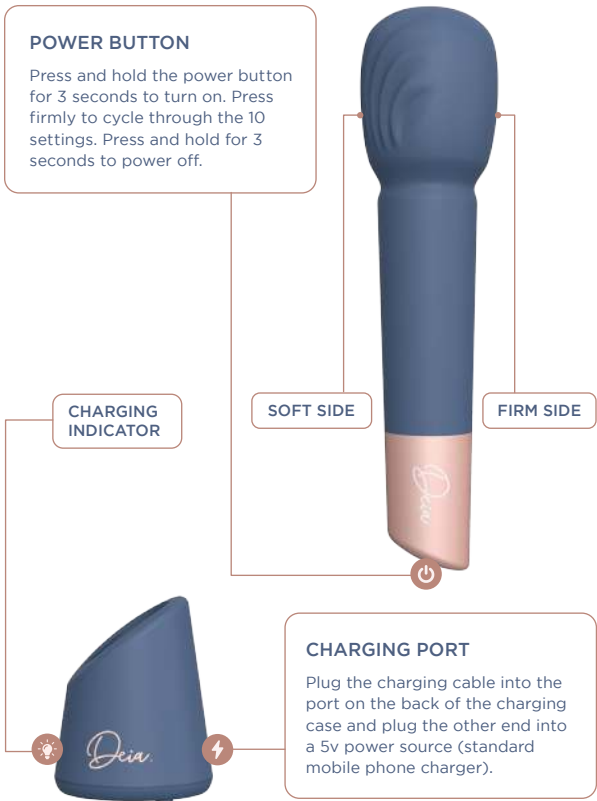 POWER BUTTON
Press and hold the power button
for 3 seconds to turn on. Press
firmly to cycle through the 10
settings. Press and hold for 3
seconds to power off.
SOFT SIDE
FIRM SIDE
CHARGING
INDICATOR
Deia
Deia.
CHARGING PORT
Plug the charging cable into the
port on the back of the charging
case and plug the other end into
a 5v power source (standard
mobile phone charger).